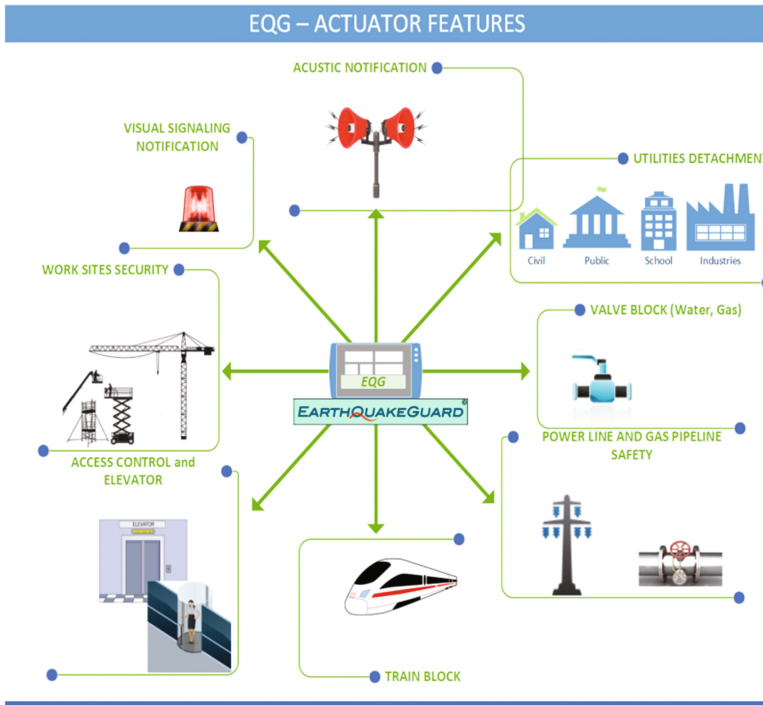 EQG – ACTUATOR FEATURES
ACUSTIC NOTIFICATION
VISUAL SIGNALING
NOTIFICATION
UTILITIES DETACHMENT
Civil
Public
School
Industries
WORK SITES SECURITY
VALVE BLOCK (Water, Gas)
EQG
EARTHQUAKEGUARD
POWER LINE AND GAS PIPELINE
SAFETY
ACCESS CONTROL and
ELEVATOR
ELEVATOR
TRAIN BLOCK